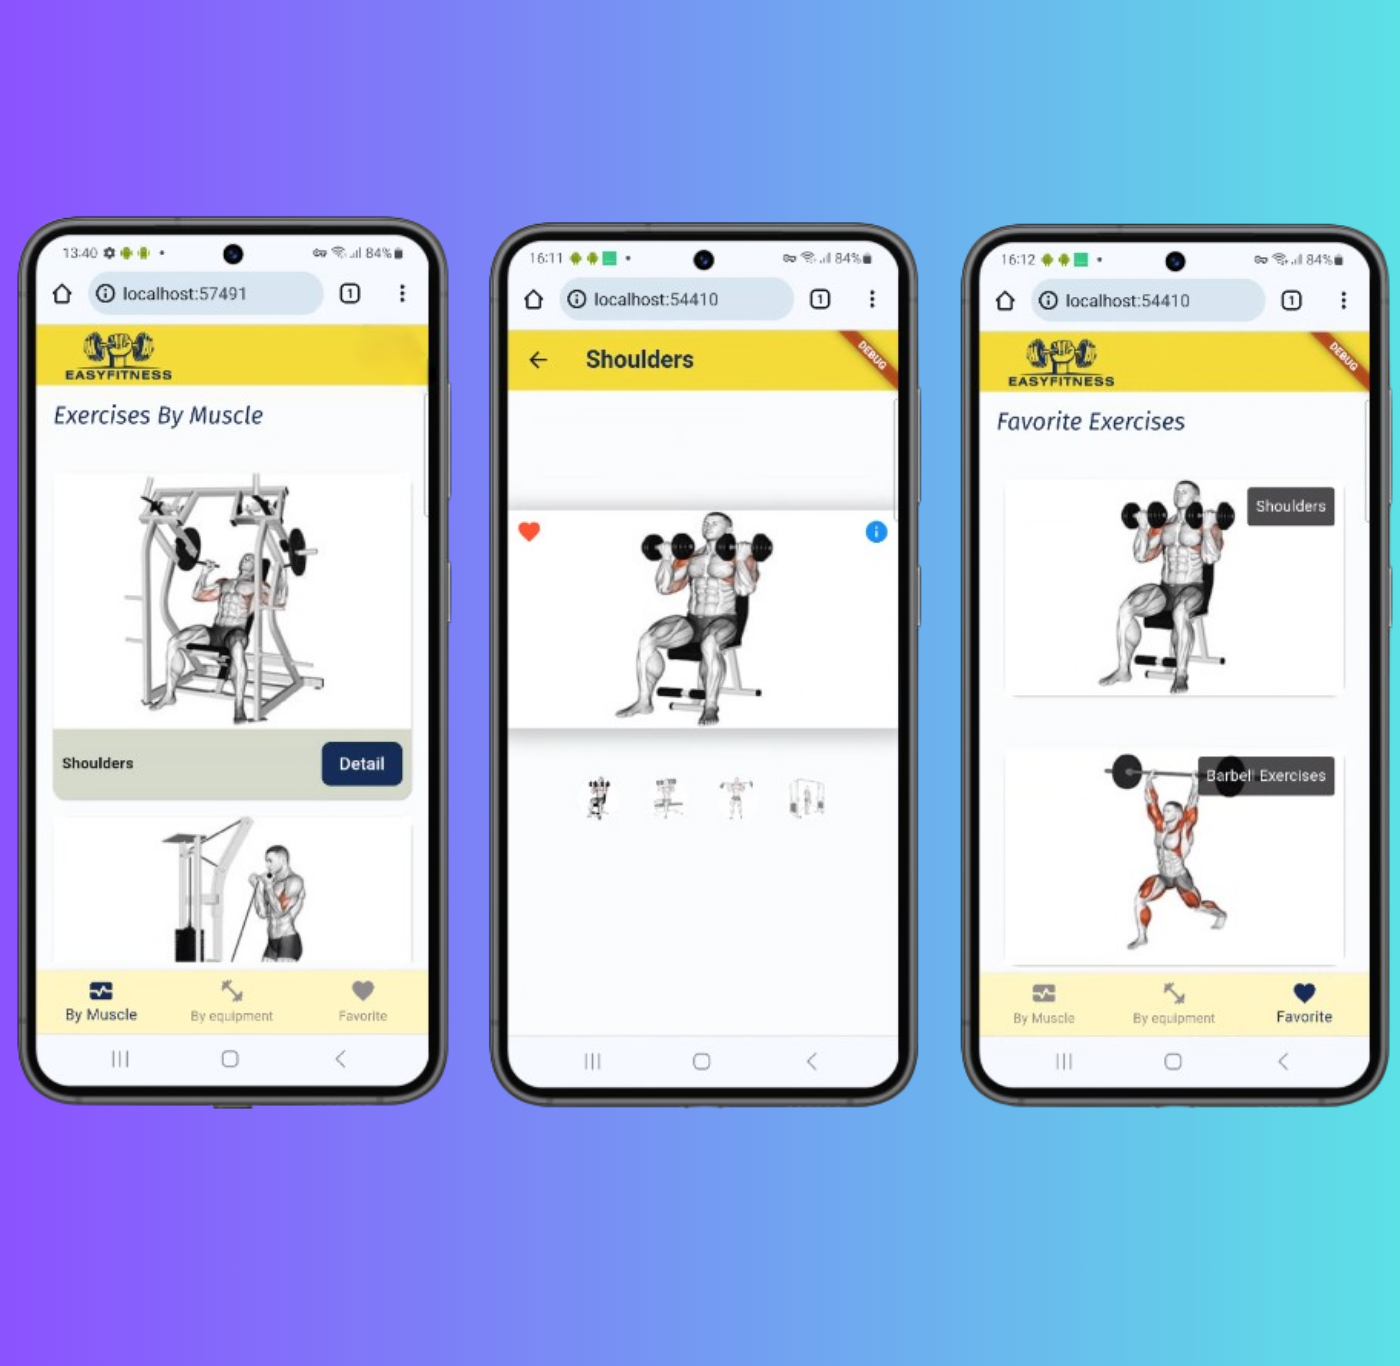 13:40
84%
localhost:57491
1
EASYFITNESS
Exercises By Muscle
Shoulders
Detail
By Muscle
By equipment
Favorite
16:11
84%
localhost:54410
1
Shoulders
DEBUG
16:12
84%
localhost:54410
1
EASYFITNESS
DEBUG
Favorite Exercises
Shoulders
Barbell Exercises
By Muscle
By equipment
Favorite